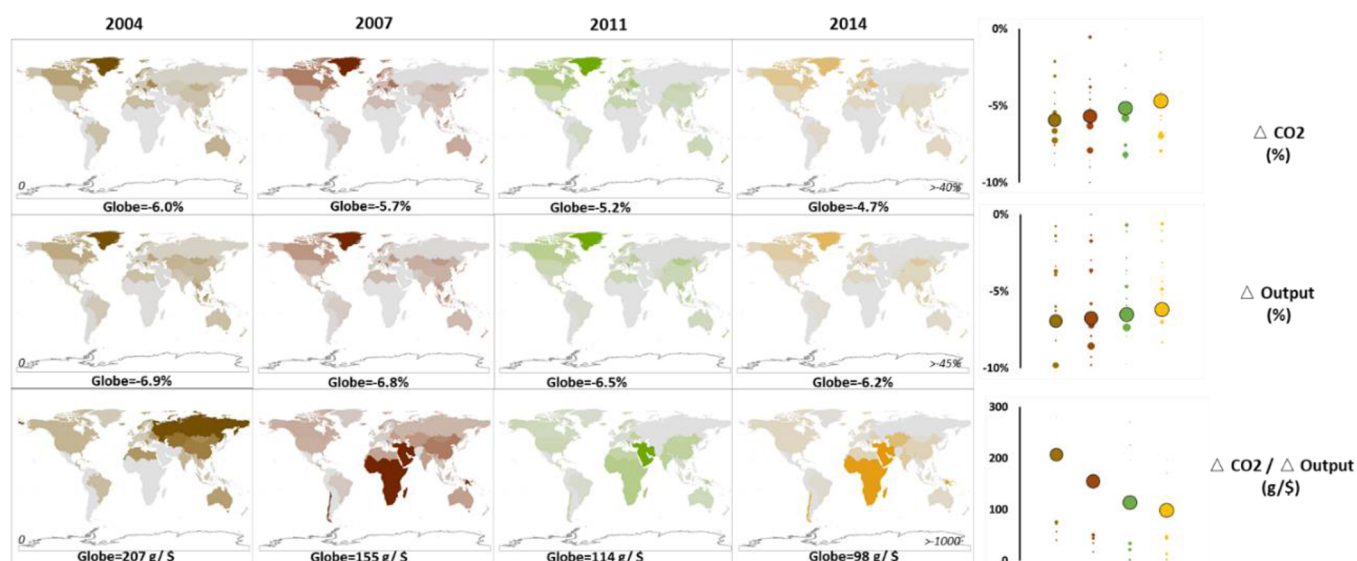 2004 2007 2011 2014
0%
-5%
-10%
△ CO2
(%)
0
>-40%
Globe=-6.0% Globe=-5.7% Globe=-5.2% Globe=-4.7%
0%
-5%
-10%
△ Output
(%)
0
>-45%
Globe=-6.9% Globe=-6.8% Globe=-6.5% Globe=-6.2%
300
200
100
0
△ CO2 / △ Output
(g/$)
0
>-1000
Globe=207 g/ $ Globe=155 g/ $ Globe=114 g/ $ Globe=98 g/ $